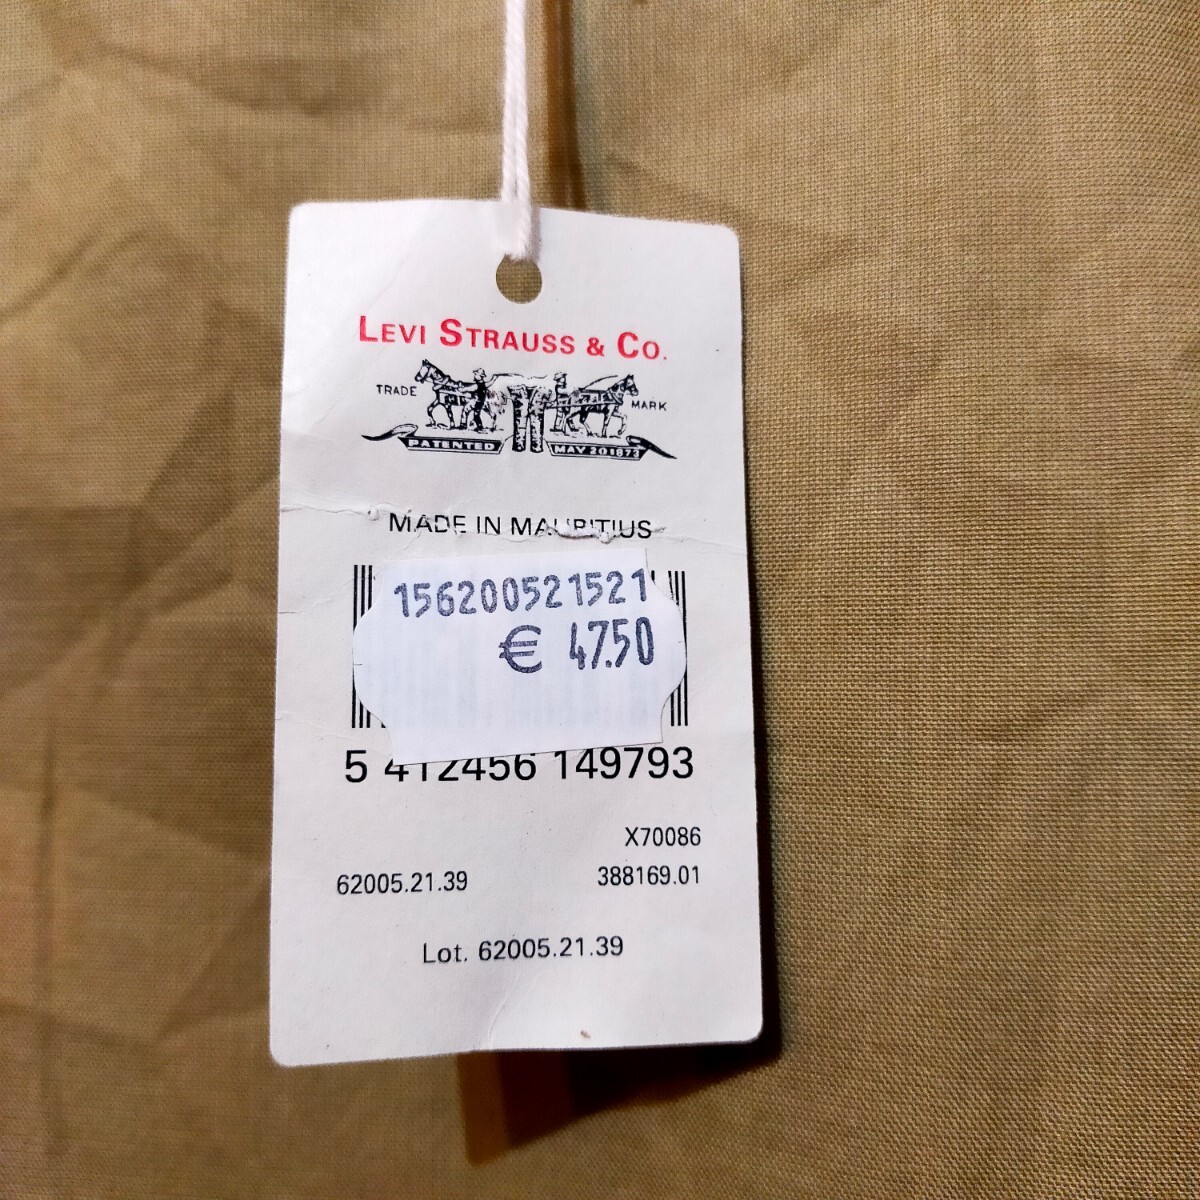 LEVI STRAUSS & CO.
TRADE MARK
PATENTED MAY 20 1873
MADE IN MAURITIUS
156200521521
€ 47.50
5 412456 149793
X70086
62005.21.39 388169.01
Lot. 62005.21.39